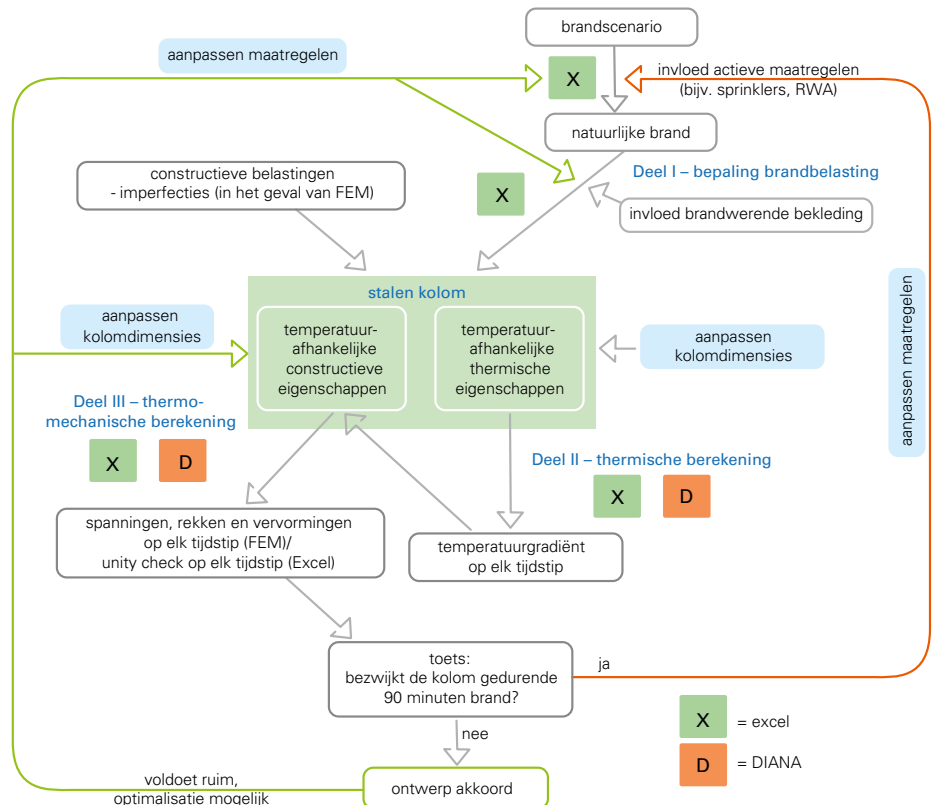 brandscenario
aanpassen maatregelen
X
invloed actieve maatregelen
(bijv. sprinklers, RWA)
natuurlijke brand
constructieve belastingen
- imperfecties (in het geval van FEM)
Deel I – bepaling brandbelasting
X
invloed brandwerende bekleding
stalen kolom
aanpassen
kolomdimensies
temperatuur-
afhankelijke
constructieve
eigenschappen
temperatuur-
afhankelijke
thermische
eigenschappen
aanpassen
kolomdimensies
aanpassen maatregelen
Deel III – thermo-
mechanische berekening
X
D
Deel II – thermische berekening
X
D
spanningen, rekken en vervormingen
op elk tijdstip (FEM)/
unity check op elk tijdstip (Excel)
temperatuurgradiënt
op elk tijdstip
toets:
bezwijkt de kolom gedurende
90 minuten brand?
ja
nee
X = excel
D = DIANA
voldoet ruim,
optimalisatie mogelijk
ontwerp akkoord